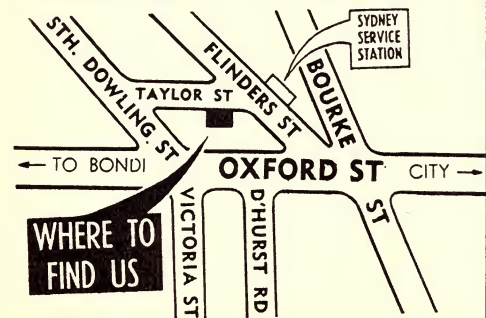 SYDNEY
SERVICE
STATION
STH. DOWLING. ST
FLINDERS ST
BOURKE
ST
TAYLOR ST
← TO BONDI
OXFORD ST
CITY →
WHERE TO
FIND US
VICTORIA ST
D'HURST RD